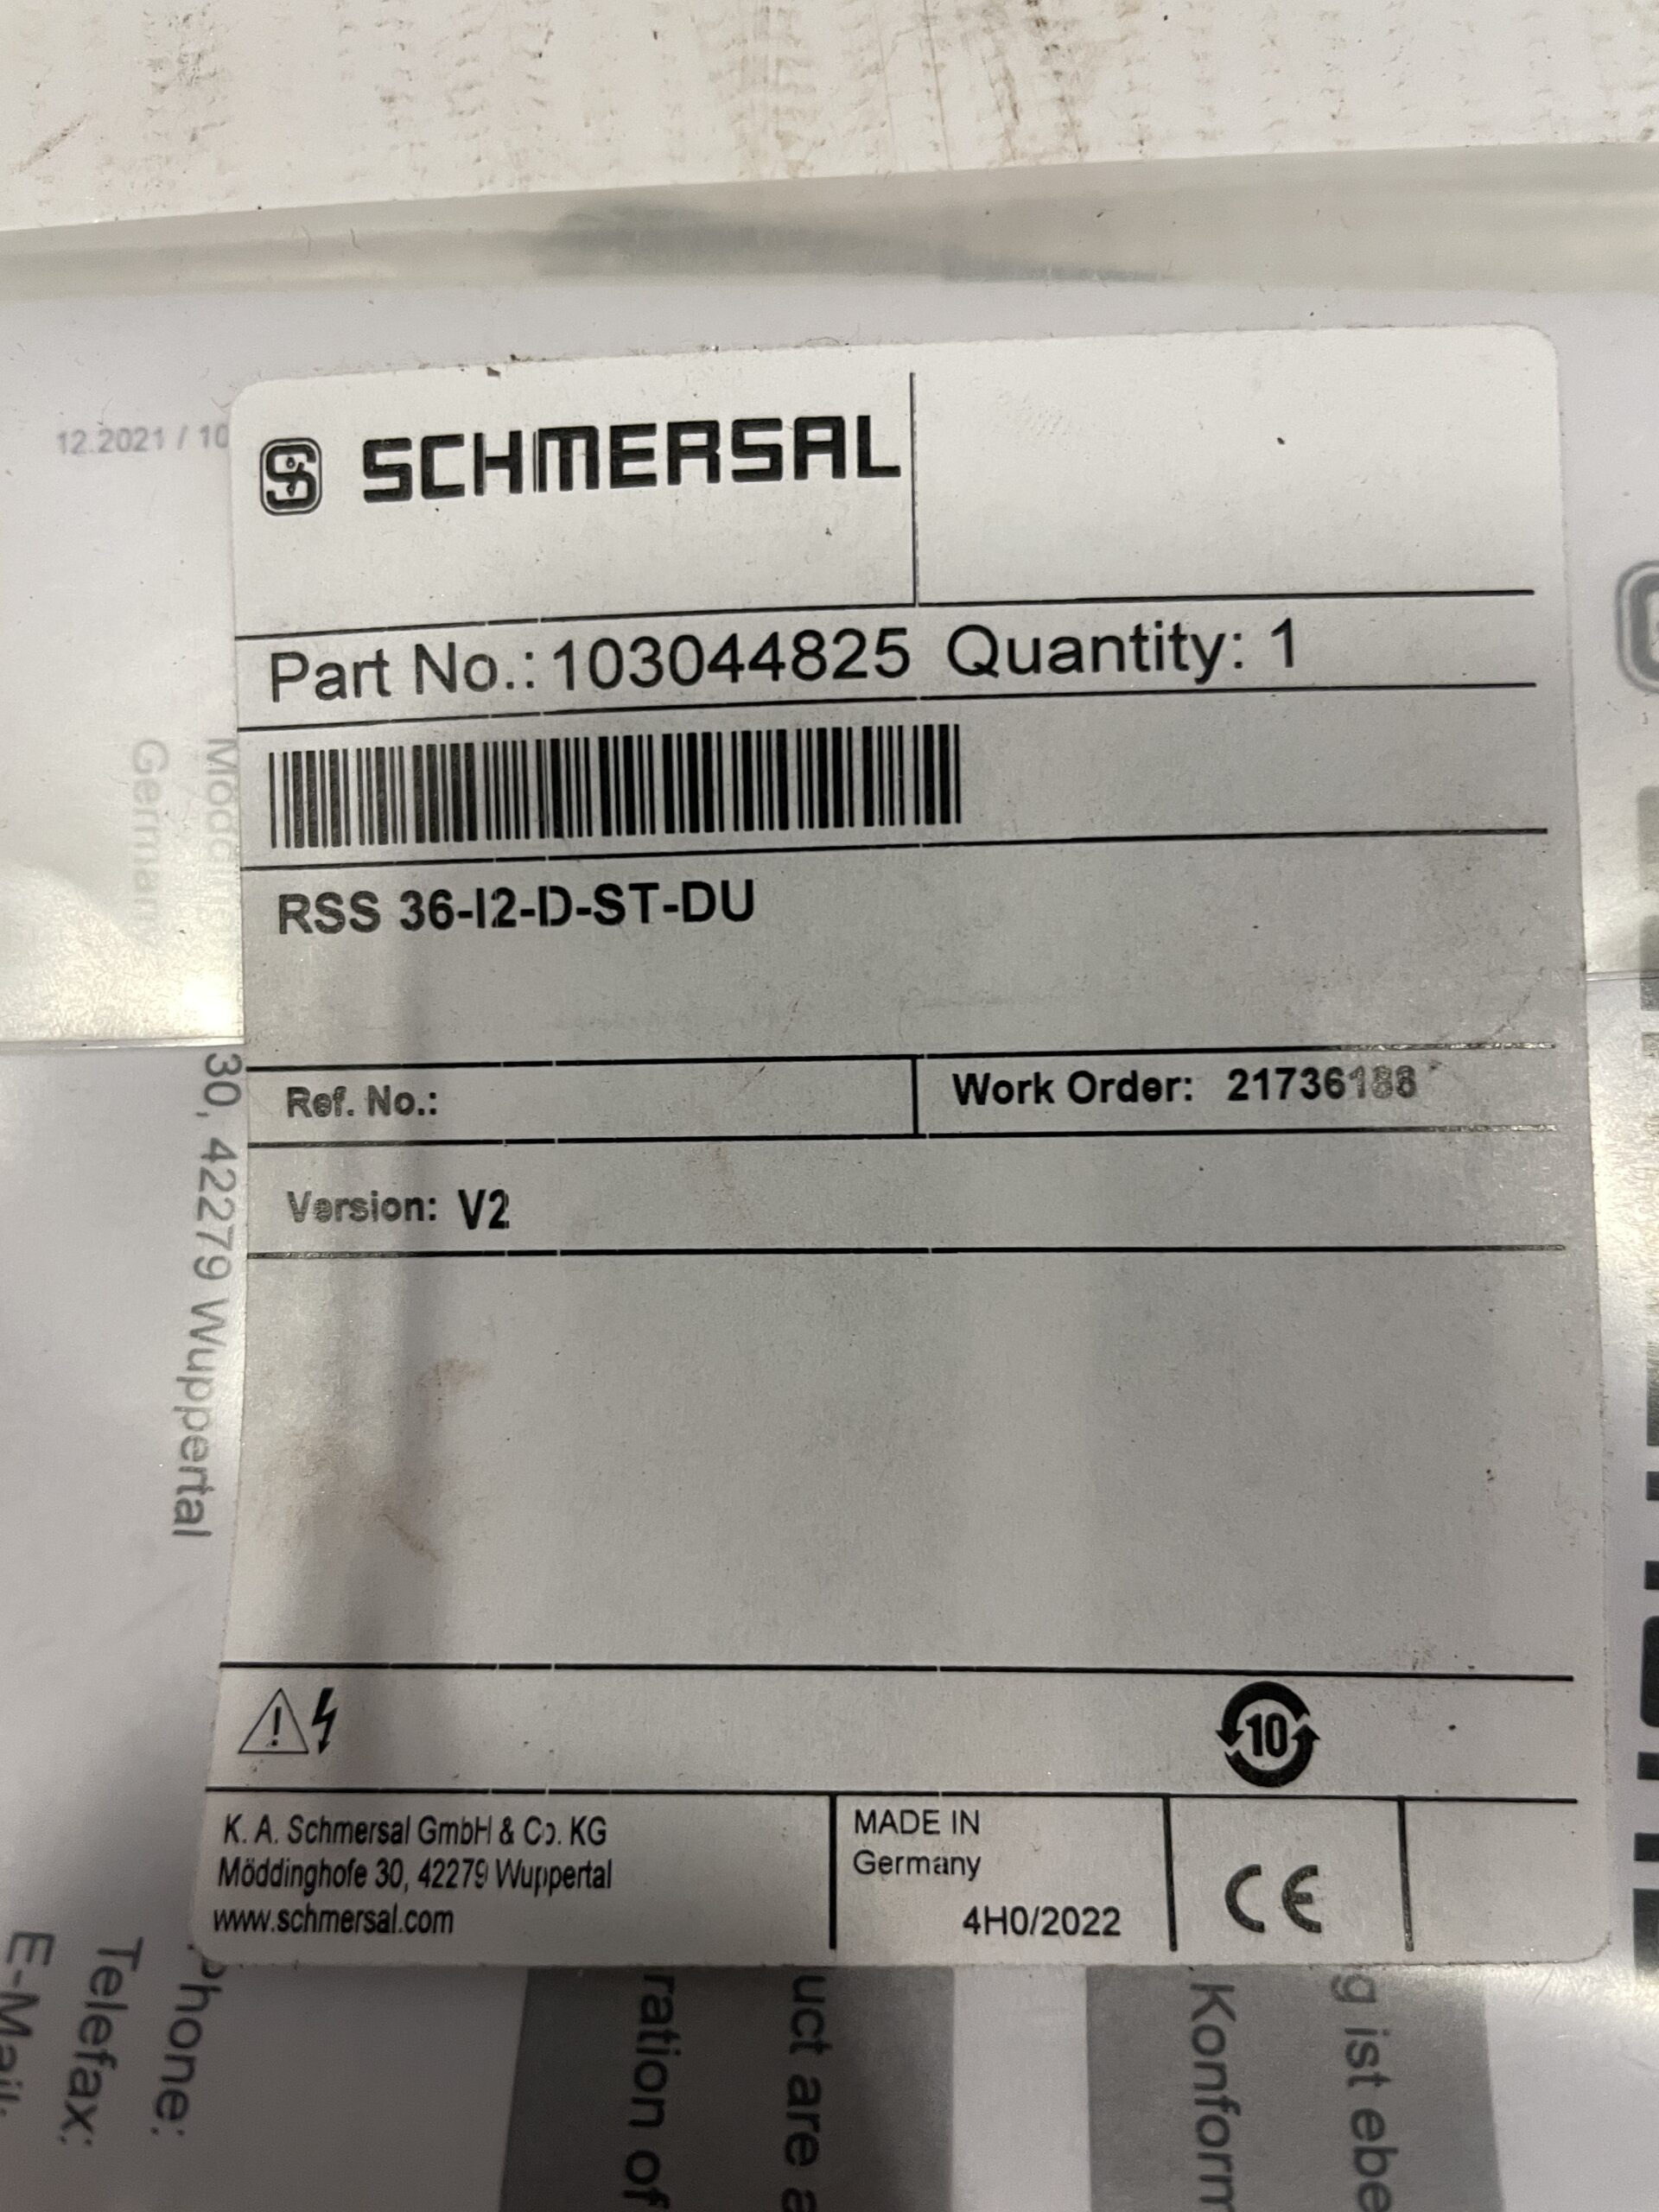 12.2021 / 10
SCHMERSAL
Part No.: 103044825 Quantity: 1
RSS 36-I2-D-ST-DU
Ref. No.:
Work Order: 21736188
Version: V2
10
K. A. Schmersal GmbH & Co. KG
Möddinghofe 30, 42279 Wuppertal
www.schmersal.com
MADE IN
Germany
4H0/2022
CE
German
30, 42279 Wuppertal
Phone:
Telefax:
E-Mail:
ration of
uct are a
Konform
g ist ebe